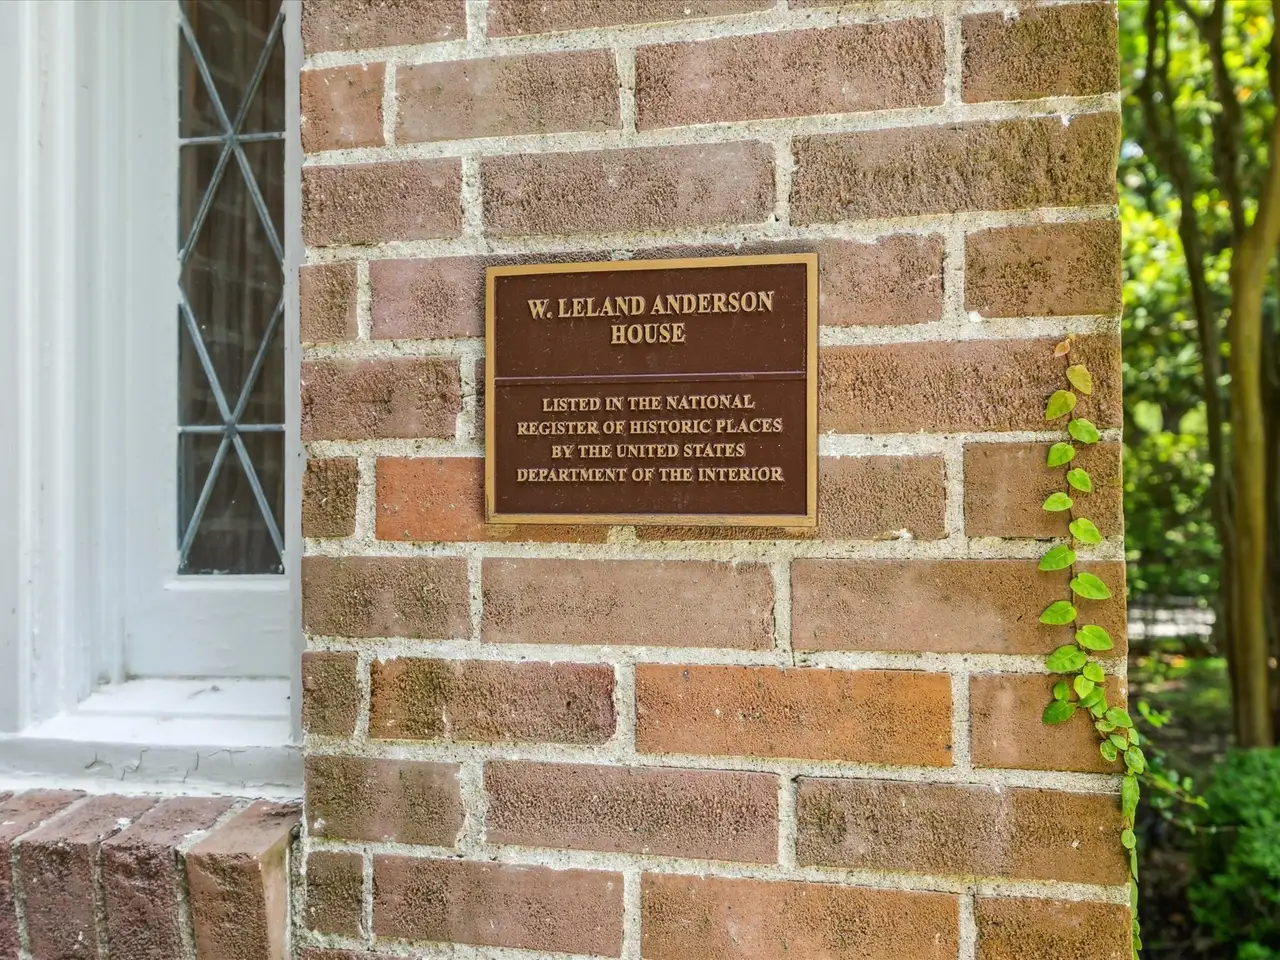 W. LELAND ANDERSON
HOUSE
LISTED IN THE NATIONAL
REGISTER OF HISTORIC PLACES
BY THE UNITED STATES
DEPARTMENT OF THE INTERIOR